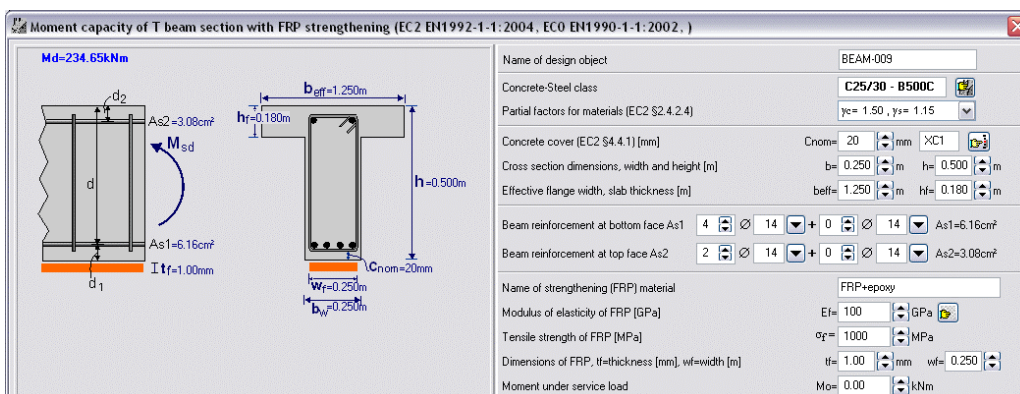 Moment capacity of T beam section with FRP strengthening (EC2 EN1992-1-1:2004, EC0 EN1990-1-1:2002, )
Md=234.65kNm
d2
As2=3.08cm²
Msd
d
As1=6.16cm²
tf=1.00mm
d1
beff=1.250m
hf=0.180m
h=0.500m
Cnom=20mm
wf=0.250m
bw=0.250m
Name of design object BEAM-009
Concrete-Steel class C25/30 - B500C
Partial factors for materials (EC2 §2.4.2.4) γc= 1.50 , γs= 1.15
Concrete cover (EC2 §4.4.1) [mm] Cnom= 20 mm XC1
Cross section dimensions, width and height [m] b= 0.250 m h= 0.500 m
Effective flange width, slab thickness [m] beff= 1.250 m hf= 0.180 m
Beam reinforcement at bottom face As1 4 Ø 14 + 0 Ø 14 As1=6.16cm²
Beam reinforcement at top face As2 2 Ø 14 + 0 Ø 14 As2=3.08cm²
Name of strengthening (FRP) material FRP+epoxy
Modulus of elasticity of FRP [GPa] Ef= 100 GPa
Tensile strength of FRP [MPa] σf= 1000 MPa
Dimensions of FRP, tf=thickness [mm], wf=width [m] tf= 1.00 mm wf= 0.250 m
Moment under service load Mo= 0.00 kNm